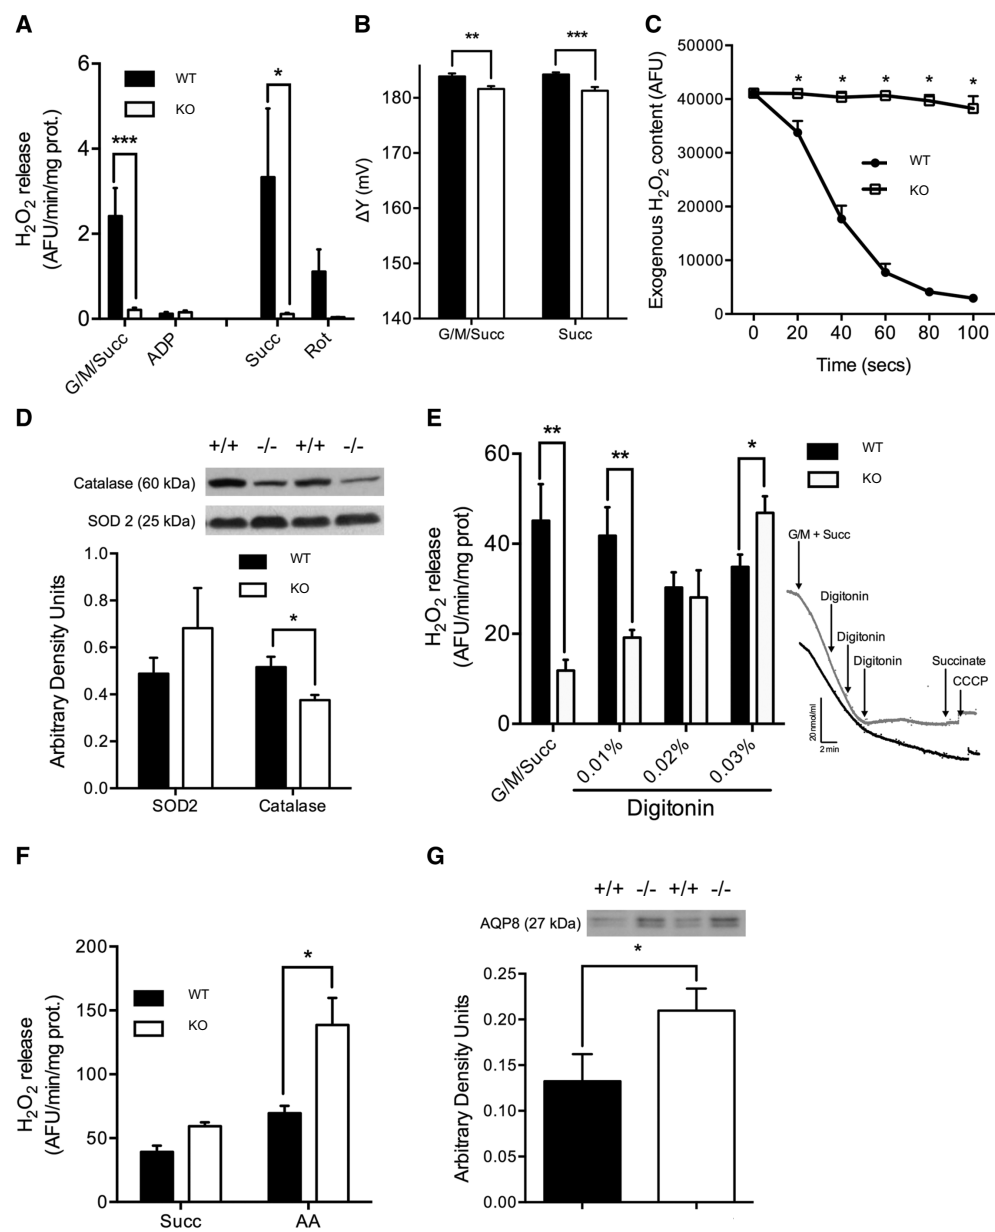 A
H2O2 release
(AFU/min/mg prot.)
6
4
2
0
WT
KO
***
*
G/M/Succ
ADP
Succ
Rot
B
ΔY (mV)
180
170
160
150
140
**
***
G/M/Succ
Succ
C
Exogenous H2O2 content (AFU)
50000
40000
30000
20000
10000
0
* * * * *
WT
KO
0 20 40 60 80 100
Time (secs)
D
+/+ -/- +/+ -/-
Catalase (60 kDa)
SOD 2 (25 kDa)
Arbitrary Density Units
1.0
0.8
0.6
0.4
0.2
0.0
WT
KO
*
SOD2
Catalase
E
H2O2 release
(AFU/min/mg prot)
60
40
20
0
**
**
*
WT
KO
G/M/Succ
0.01%
0.02%
0.03%
Digitonin
G/M + Succ
Digitonin
Digitonin
Digitonin
Succinate
CCCP
20 nmol/ml
2 min
F
H2O2 release
(AFU/min/mg prot.)
200
150
100
50
0
WT
KO
*
Succ
AA
G
+/+ -/- +/+ -/-
AQP8 (27 kDa)
*
Arbitrary Density Units
0.25
0.20
0.15
0.10
0.05
0.00